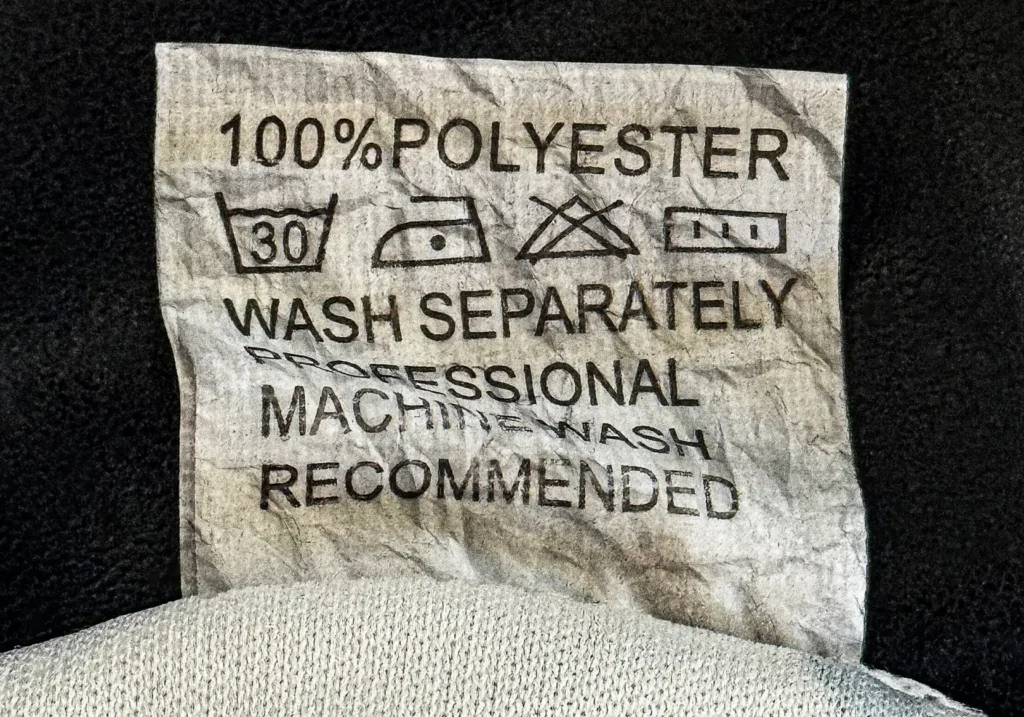 100%POLYESTER
30
WASH SEPARATELY
PROFESSIONAL
MACHINE WASH
RECOMMENDED